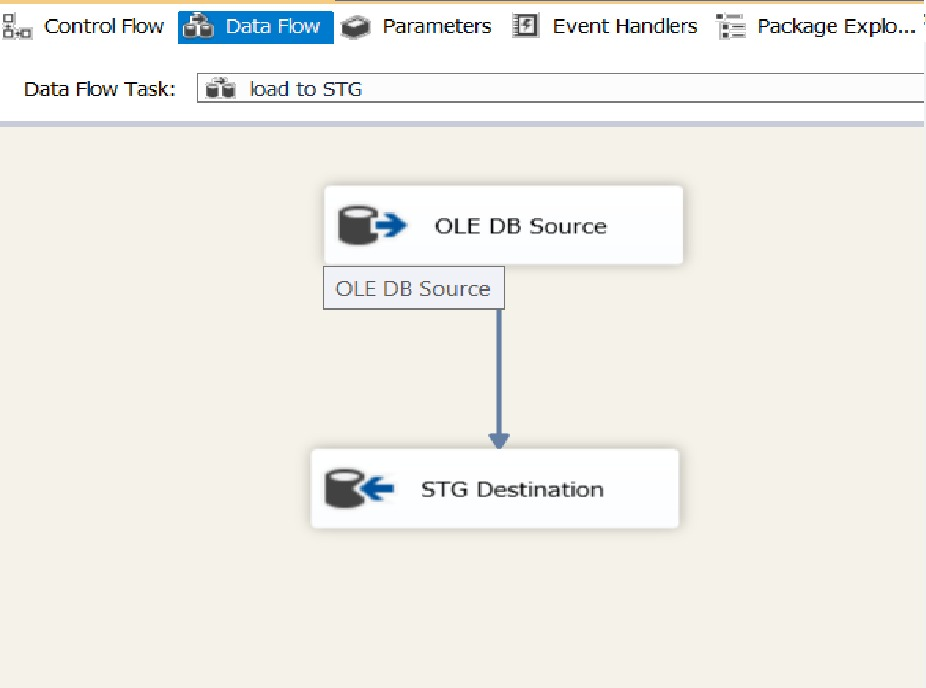 Control Flow Data Flow Parameters Event Handlers Package Explo...
Data Flow Task: load to STG
OLE DB Source
OLE DB Source
STG Destination